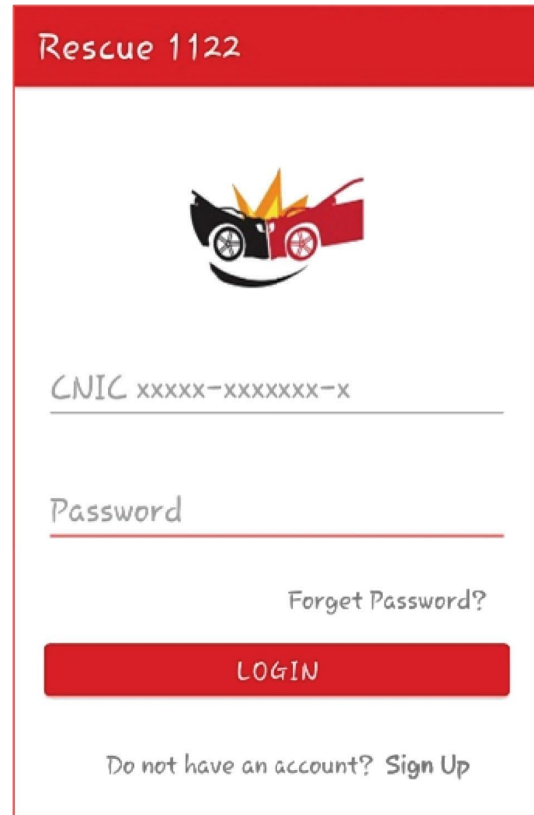 Rescue 1122
CNIC xxxxx-xxxxxxx-x
Password
Forget Password?
LOGIN
Do not have an account? Sign Up